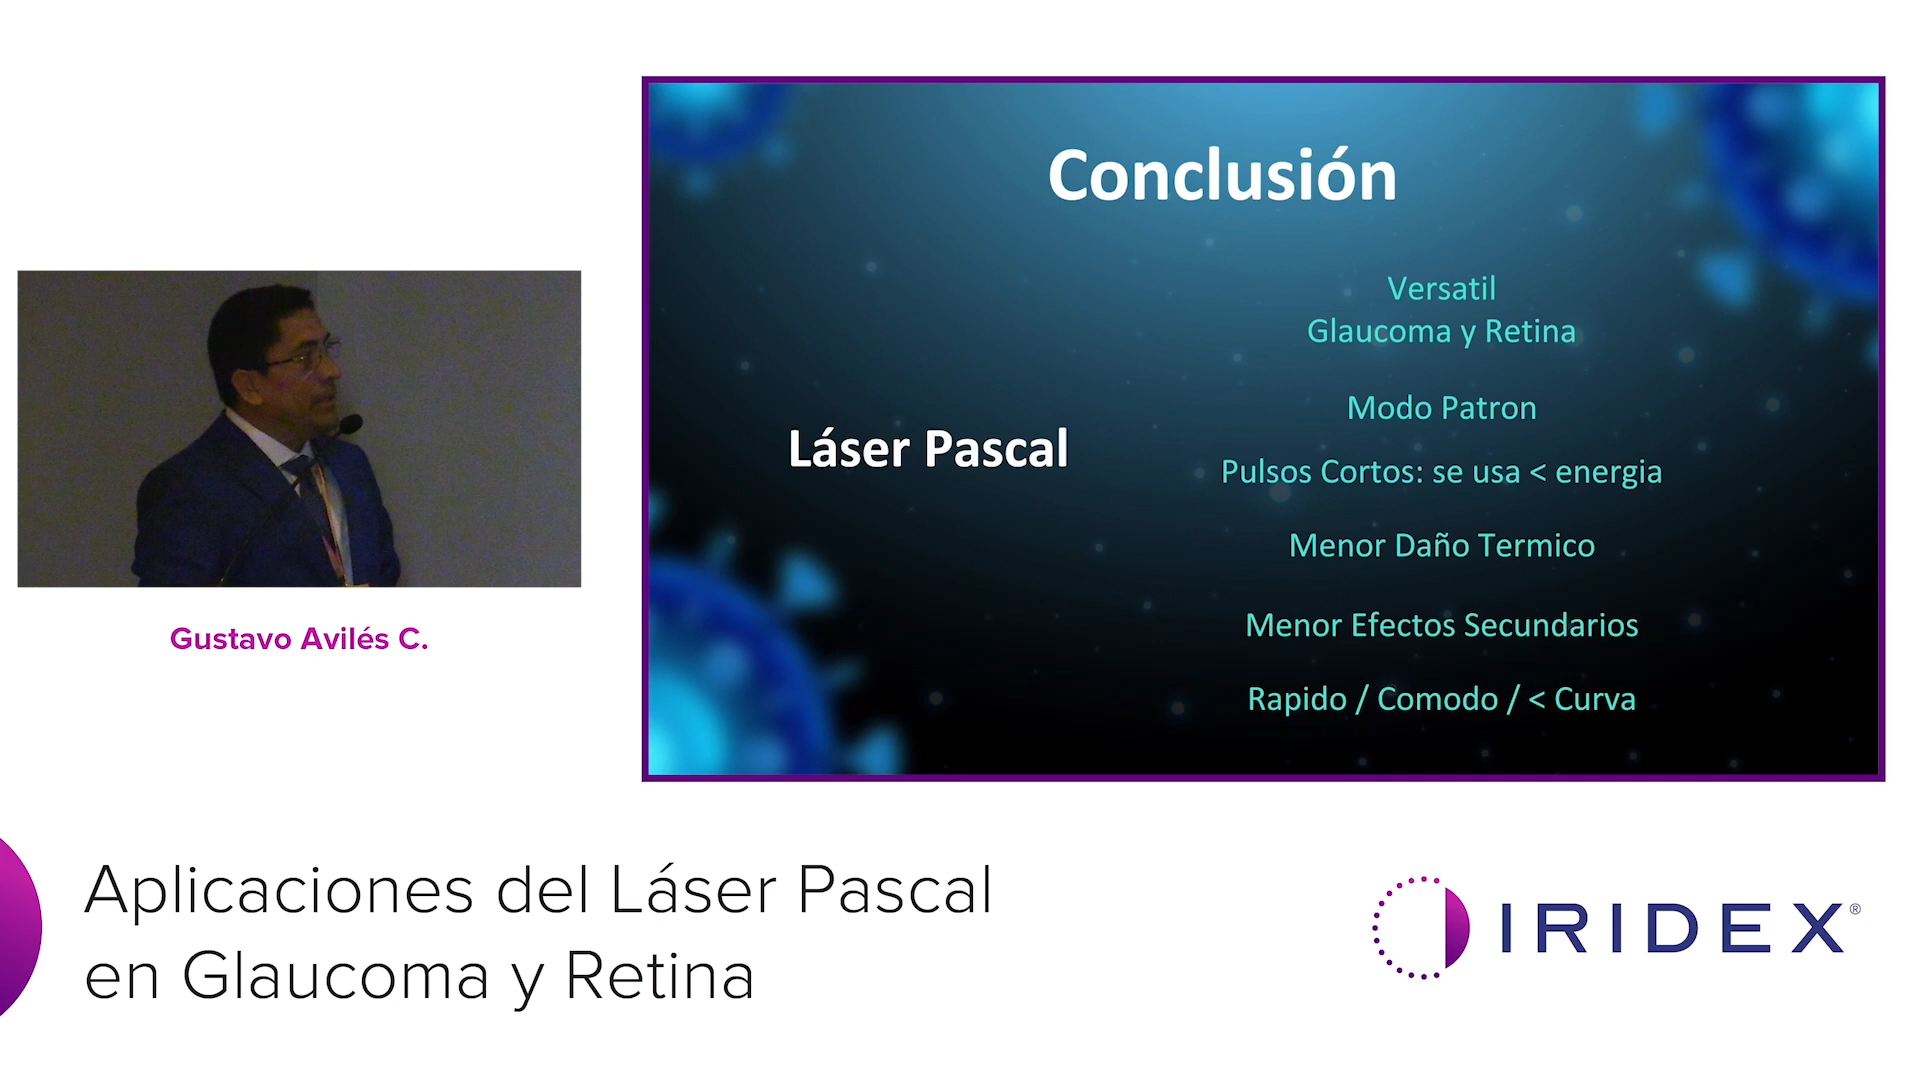 Conclusión
Versatil
Glaucoma y Retina
Modo Patron
Láser Pascal
Pulsos Cortos: se usa < energia
Menor Daño Termico
Menor Efectos Secundarios
Rapido / Comodo / < Curva
Gustavo Avilés C.
Aplicaciones del Láser Pascal
en Glaucoma y Retina
IRIDEX®